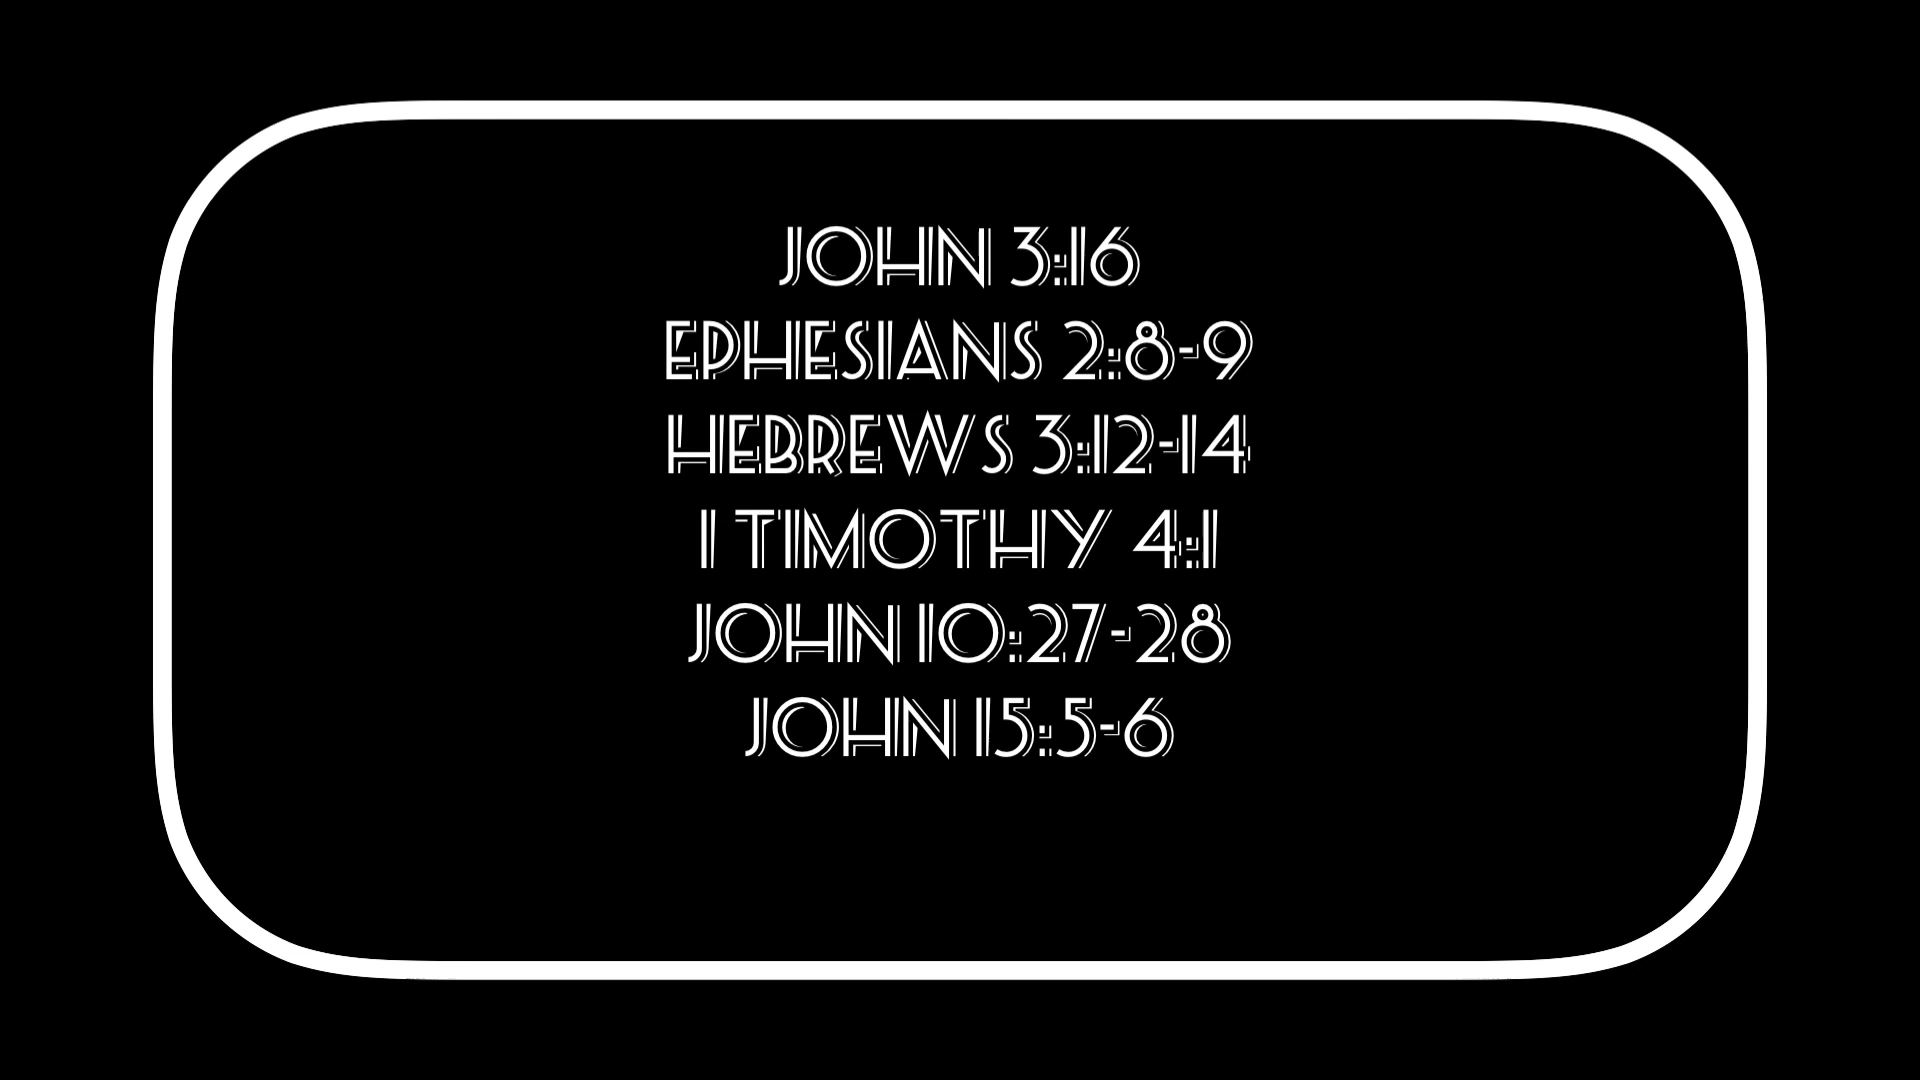 JOHN 3:16
EPHESIANS 2:8-9
HEBREWS 3:12-14
1 TIMOTHY 4:1
JOHN 10:27-28
JOHN 15:5-6